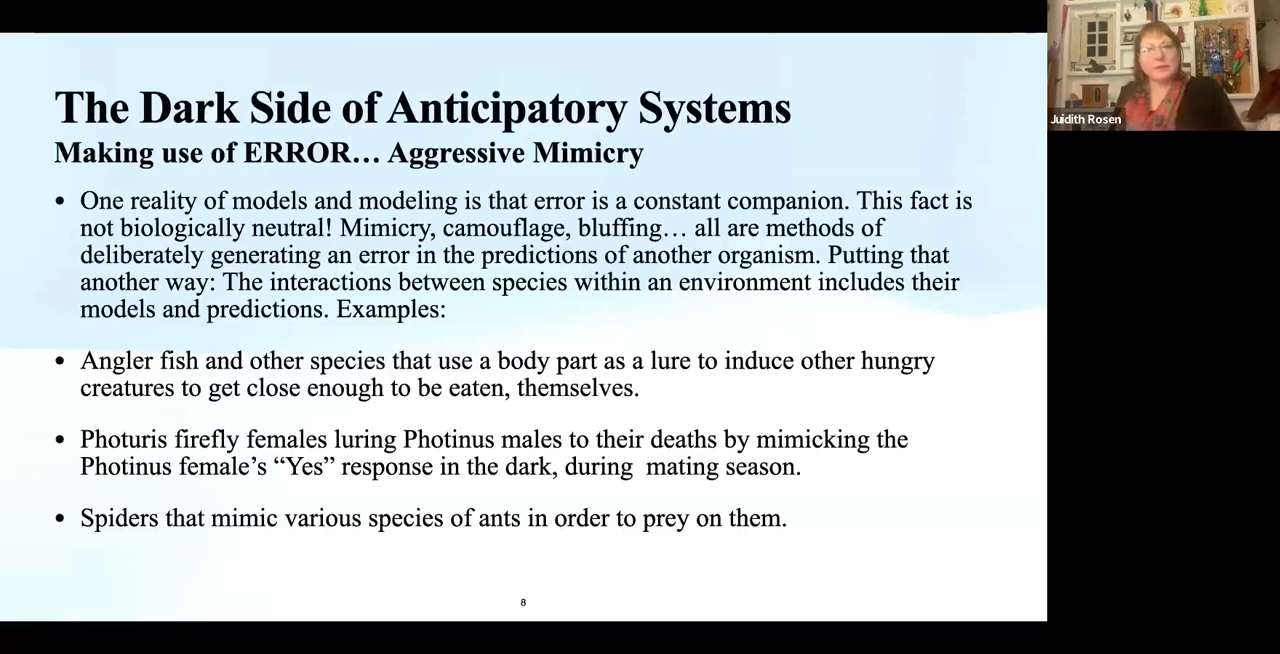 The Dark Side of Anticipatory Systems
Making use of ERROR... Aggressive Mimicry
• One reality of models and modeling is that error is a constant companion. This fact is
not biologically neutral! Mimicry, camouflage, bluffing… all are methods of
deliberately generating an error in the predictions of another organism. Putting that
another way: The interactions between species within an environment includes their
models and predictions. Examples:
• Angler fish and other species that use a body part as a lure to induce other hungry
creatures to get close enough to be eaten, themselves.
• Photuris firefly females luring Photinus males to their deaths by mimicking the
Photinus female’s “Yes” response in the dark, during  mating season.
• Spiders that mimic various species of ants in order to prey on them.
8
Juidith Rosen